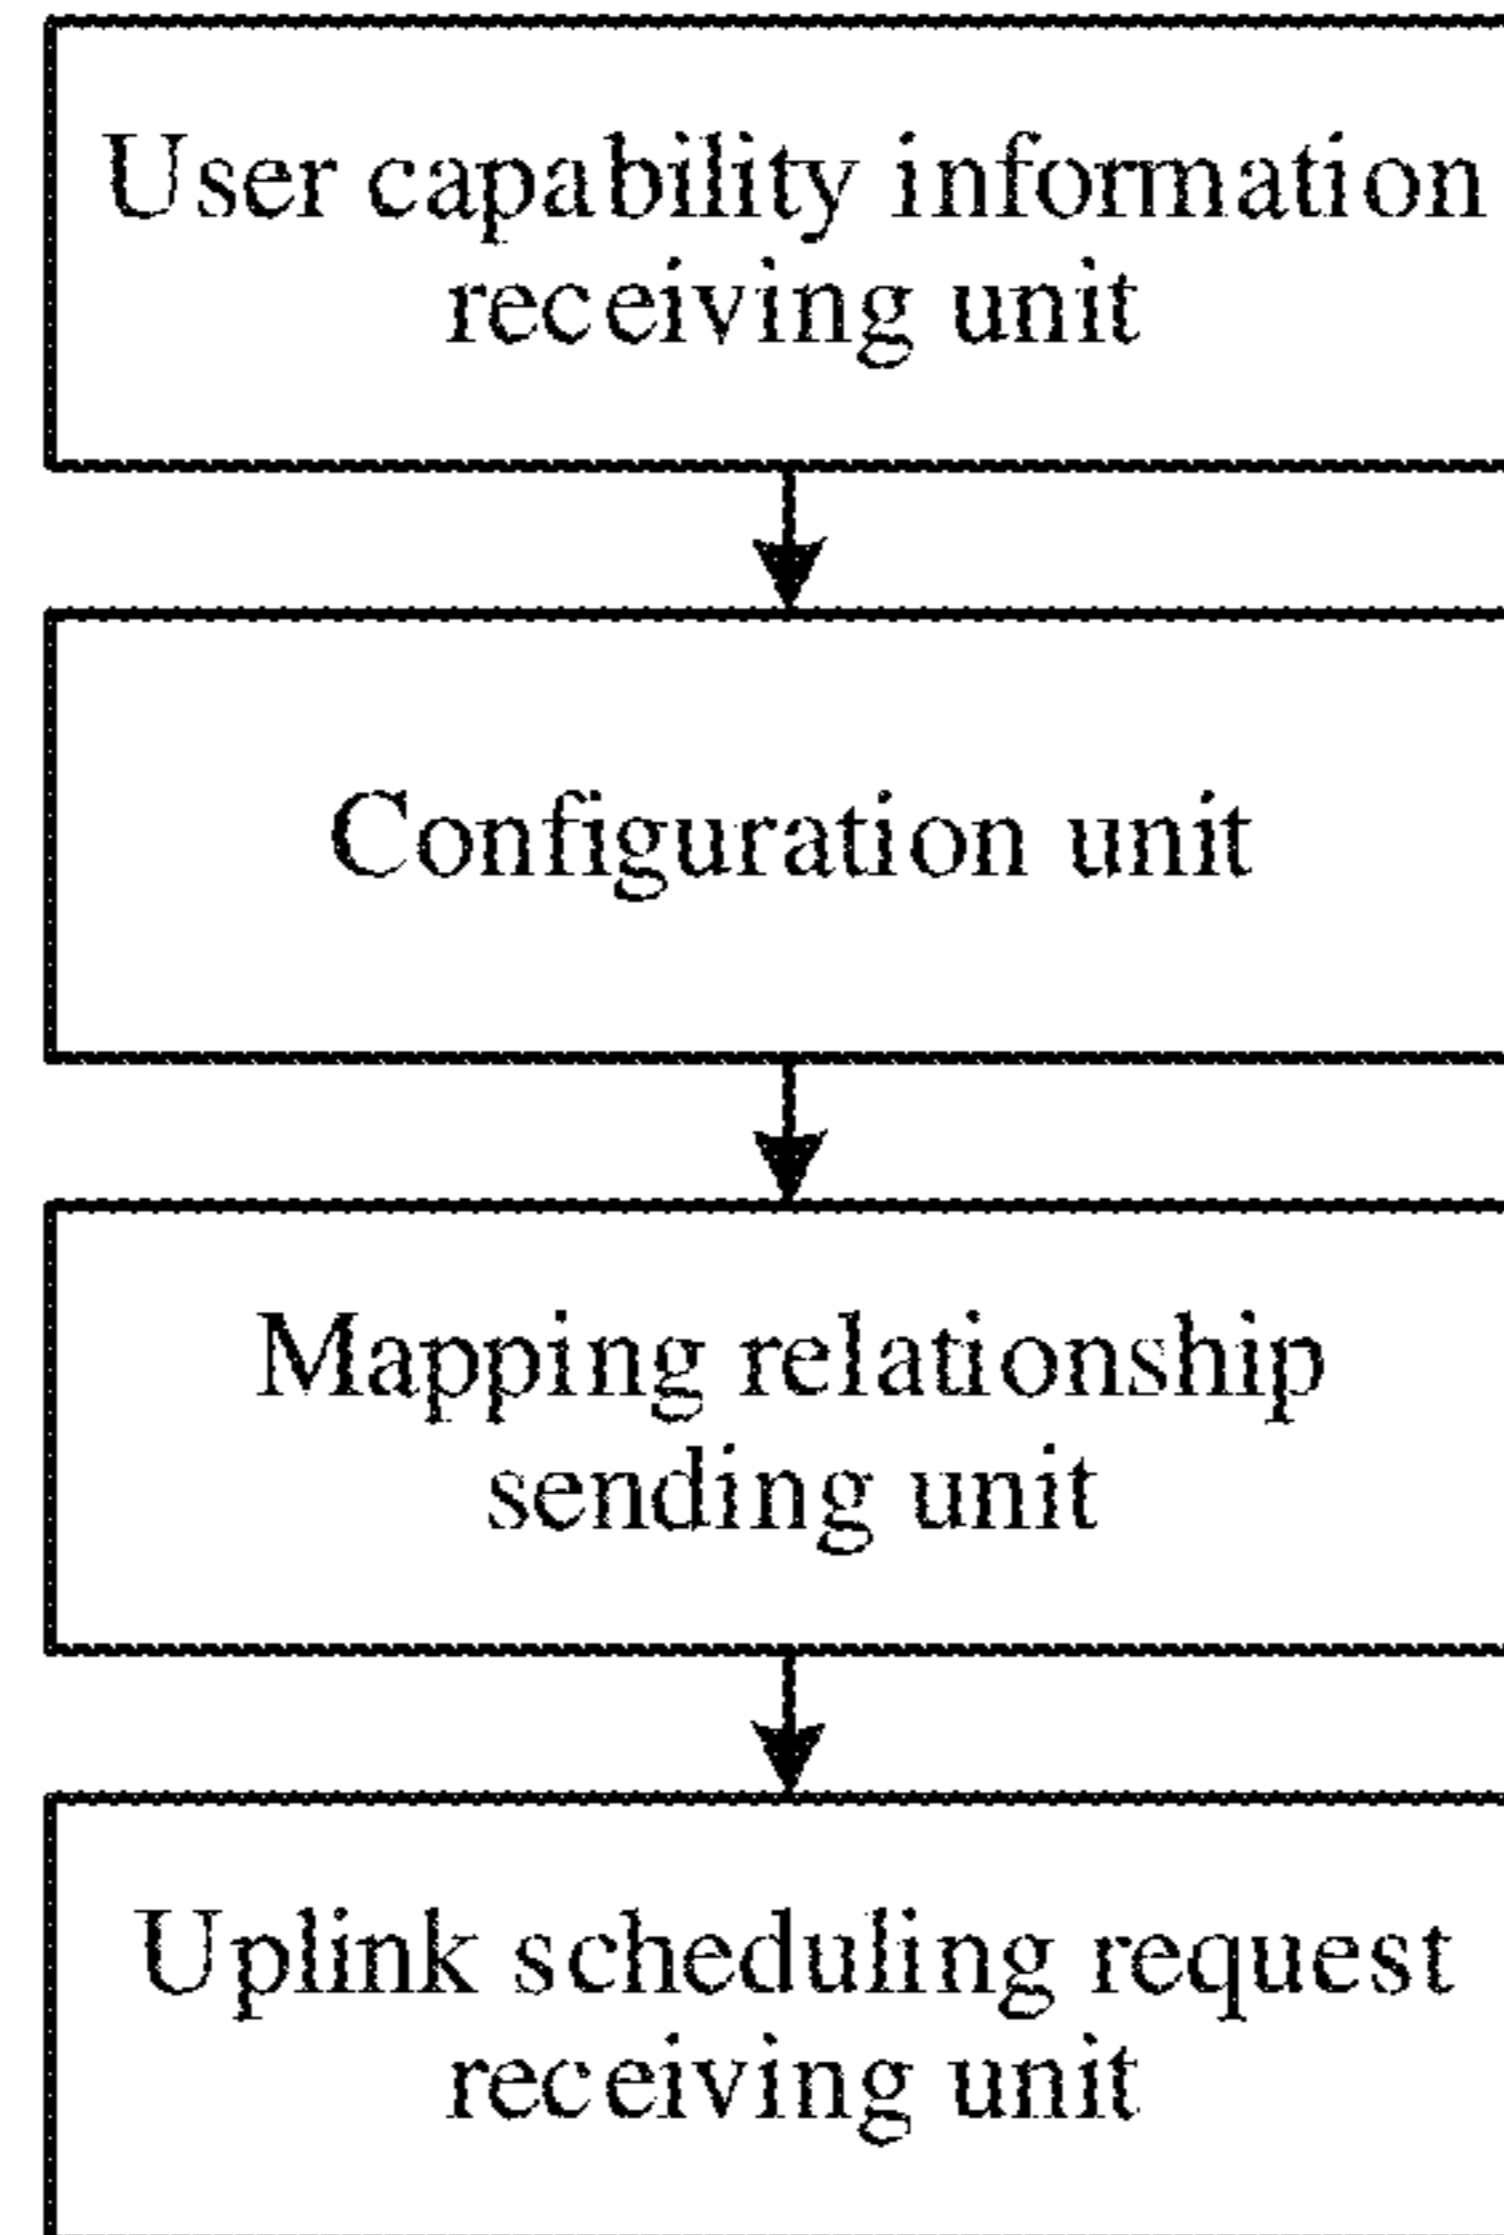 User capability information
receiving unit
Configuration unit
Mapping relationship
sending unit
Uplink scheduling request
receiving unit